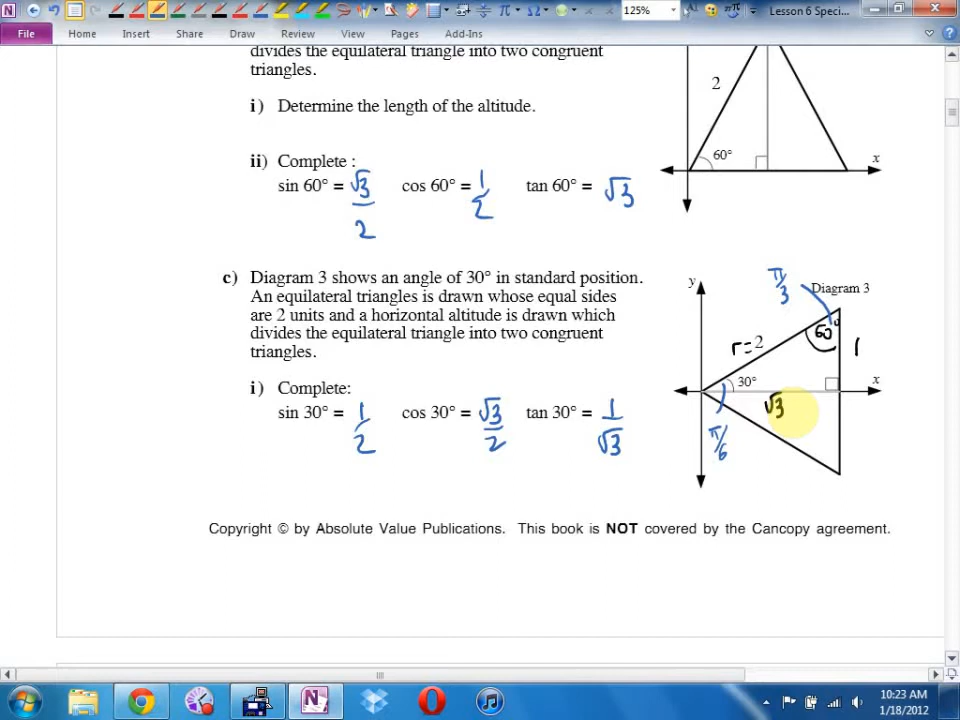 125%
Lesson 6 Speci...
File Home Insert Share Draw Review View Pages Add-Ins
divides the equilateral triangle into two congruent
triangles.
i) Determine the length of the altitude.
ii) Complete :
sin 60° = √3/2 cos 60° = 1/2 tan 60° = √3
2
60°
x
c) Diagram 3 shows an angle of 30° in standard position.
An equilateral triangles is drawn whose equal sides
are 2 units and a horizontal altitude is drawn which
divides the equilateral triangle into two congruent
triangles.
i) Complete:
sin 30° = 1/2 cos 30° = √3/2 tan 30° = 1/√3
y
π/3
Diagram 3
r=2
60°
1
30°
x
√3
π/6
Copyright © by Absolute Value Publications. This book is NOT covered by the Cancopy agreement.
10:23 AM
1/18/2012